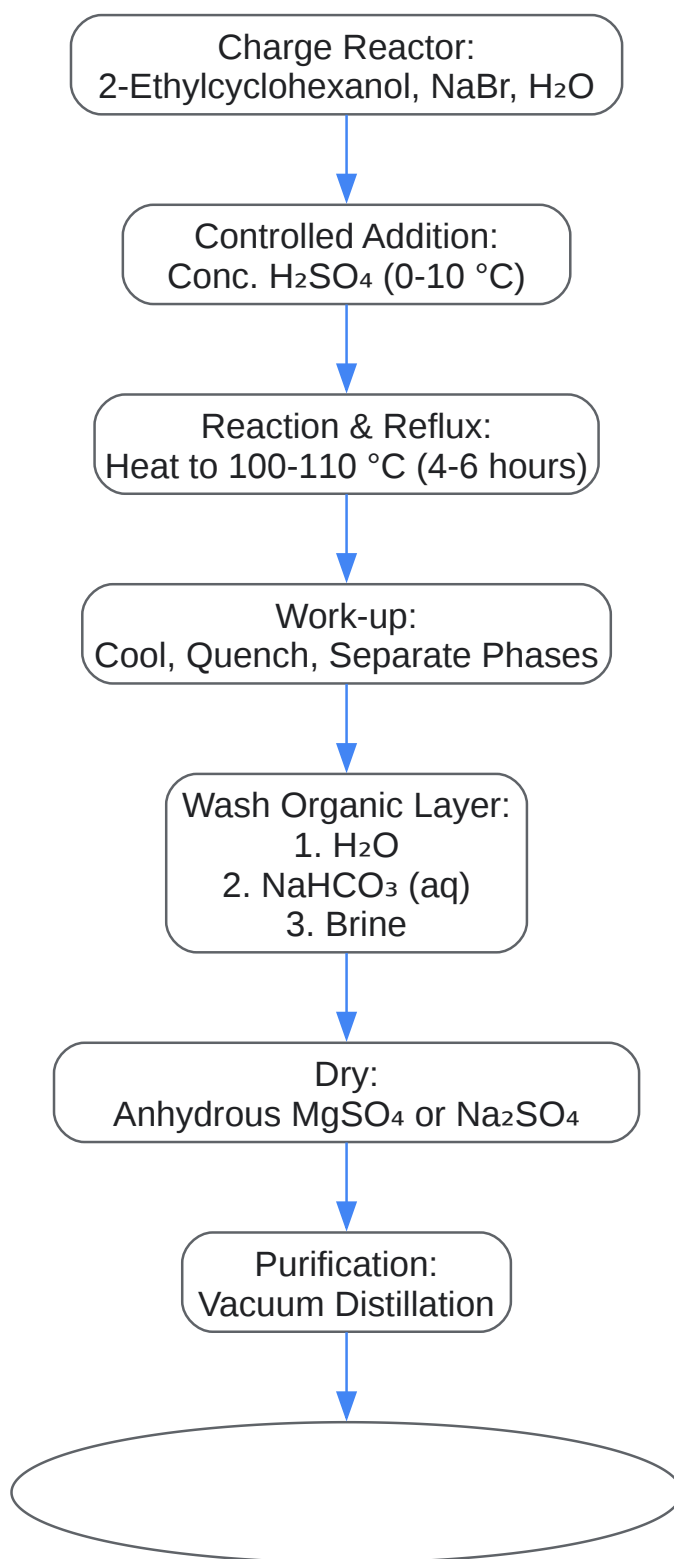 Charge Reactor:
2-Ethylcyclohexanol, NaBr, H₂O
Controlled Addition:
Conc. H₂SO₄ (0-10 °C)
Reaction & Reflux:
Heat to 100-110 °C (4-6 hours)
Work-up:
Cool, Quench, Separate Phases
Wash Organic Layer:
1. H₂O
2. NaHCO₃ (aq)
3. Brine
Dry:
Anhydrous MgSO₄ or Na₂SO₄
Purification:
Vacuum Distillation